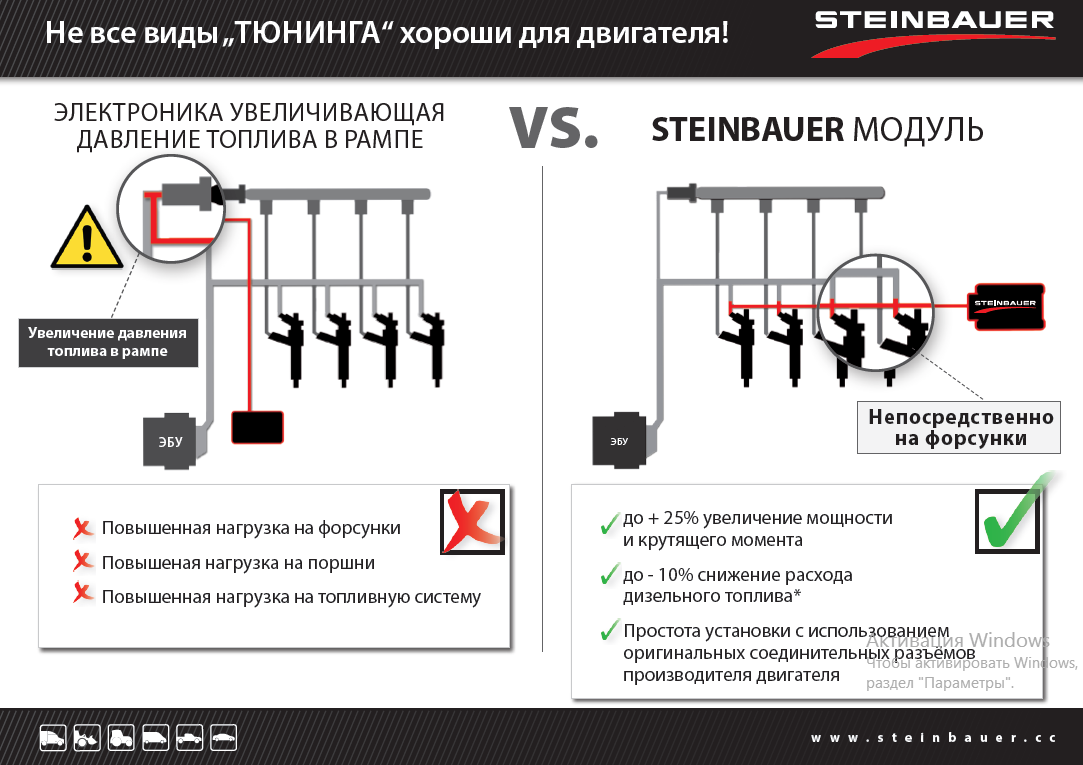 Не все виды „ТЮНИНГА“ хороши для двигателя!
STEINBAUER
ЭЛЕКТРОНИКА УВЕЛИЧИВАЮЩАЯ
ДАВЛЕНИЕ ТОПЛИВА В РАМПЕ
vs.
STEINBAUER МОДУЛЬ
Увеличение давления
топлива в рампе
ЭБУ
STEINBAUER
Непосредственно
на форсунки
ЭБУ
Повышенная нагрузка на форсунки
Повышеная нагрузка на поршни
Повышенная нагрузка на топливную систему
до + 25% увеличение мощности
и крутящего момента
до - 10% снижение расхода
дизельного топлива*
Простота установки с использованием
оригинальных соединительных разъёмов
производителя двигателя
Активация Windows
Чтобы активировать Windows,
раздел "Параметры".
www.steinbauer.cc